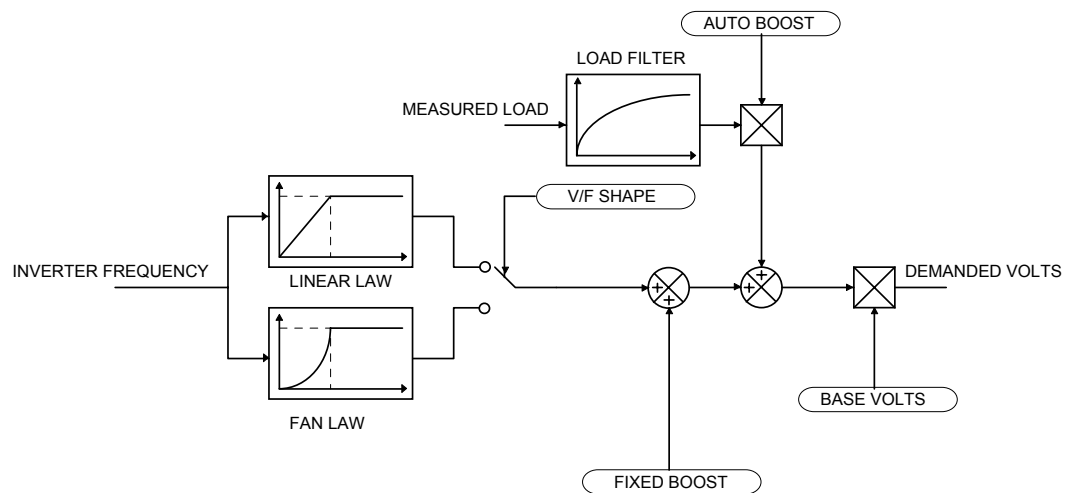 AUTO BOOST
LOAD FILTER
MEASURED LOAD
V/F SHAPE
INVERTER FREQUENCY
LINEAR LAW
DEMANDED VOLTS
+
+
+
+
FAN LAW
BASE VOLTS
FIXED BOOST